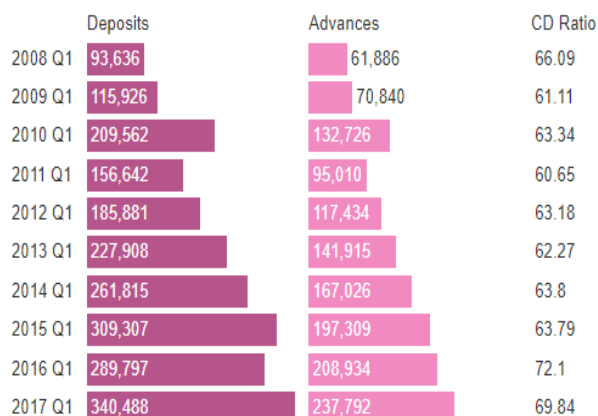 Deposits Advances CD Ratio
2008 Q1 93,636 61,886 66.09
2009 Q1 115,926 70,840 61.11
2010 Q1 209,562 132,726 63.34
2011 Q1 156,642 95,010 60.65
2012 Q1 185,881 117,434 63.18
2013 Q1 227,908 141,915 62.27
2014 Q1 261,815 167,026 63.8
2015 Q1 309,307 197,309 63.79
2016 Q1 289,797 208,934 72.1
2017 Q1 340,488 237,792 69.84